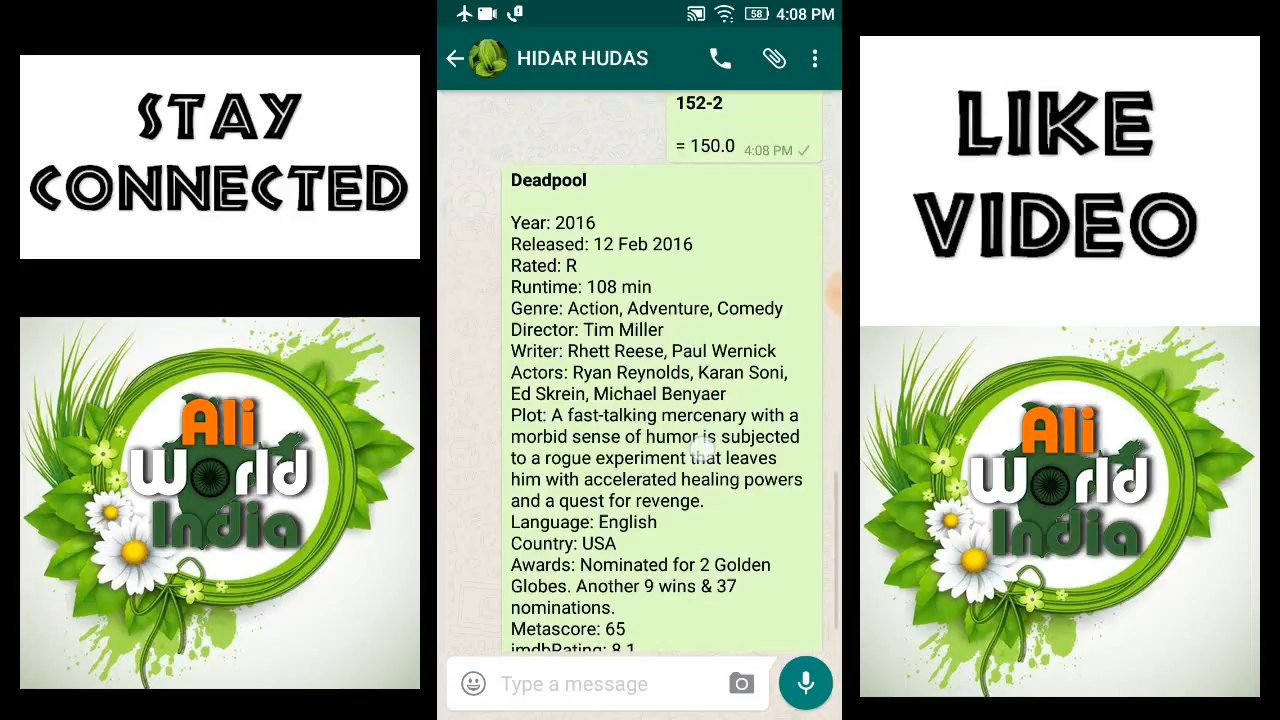 STAY
CONNECTED
Ali
World
India
58 4:08 PM
HIDAR HUDAS
152-2
= 150.0 4:08 PM
Deadpool
Year: 2016
Released: 12 Feb 2016
Rated: R
Runtime: 108 min
Genre: Action, Adventure, Comedy
Director: Tim Miller
Writer: Rhett Reese, Paul Wernick
Actors: Ryan Reynolds, Karan Soni,
Ed Skrein, Michael Benyaer
Plot: A fast-talking mercenary with a
morbid sense of humor is subjected
to a rogue experiment that leaves
him with accelerated healing powers
and a quest for revenge.
Language: English
Country: USA
Awards: Nominated for 2 Golden
Globes. Another 9 wins & 37
nominations.
Metascore: 65
imdbRating: 8.1
Type a message
LIKE
VIDEO
Ali
World
India